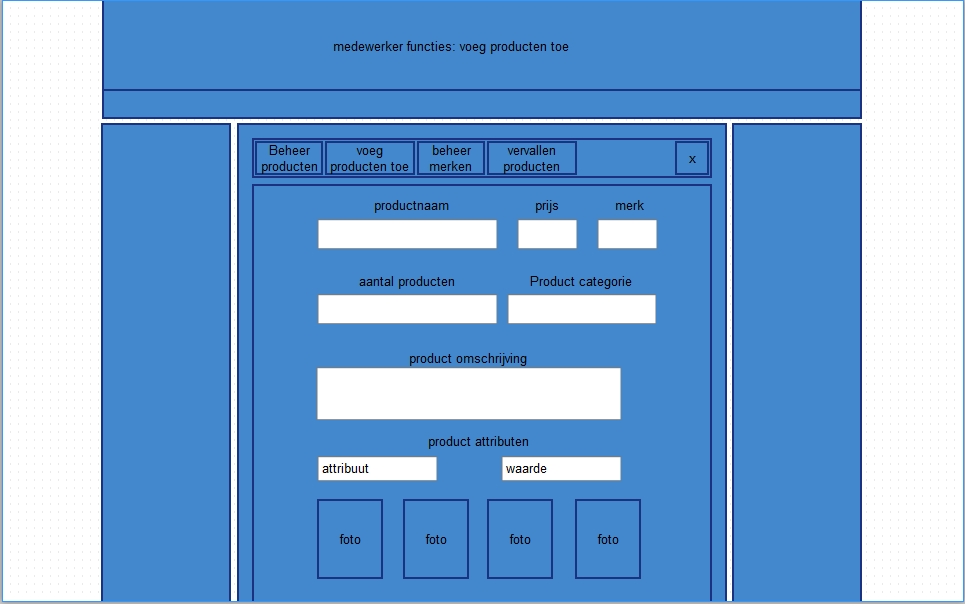 medewerker functies: voeg producten toe
Beheer
producten
voeg
producten toe
beheer
merken
vervallen
producten
x
productnaam
prijs
merk
aantal producten
Product categorie
product omschrijving
product attributen
attribuut
waarde
foto
foto
foto
foto